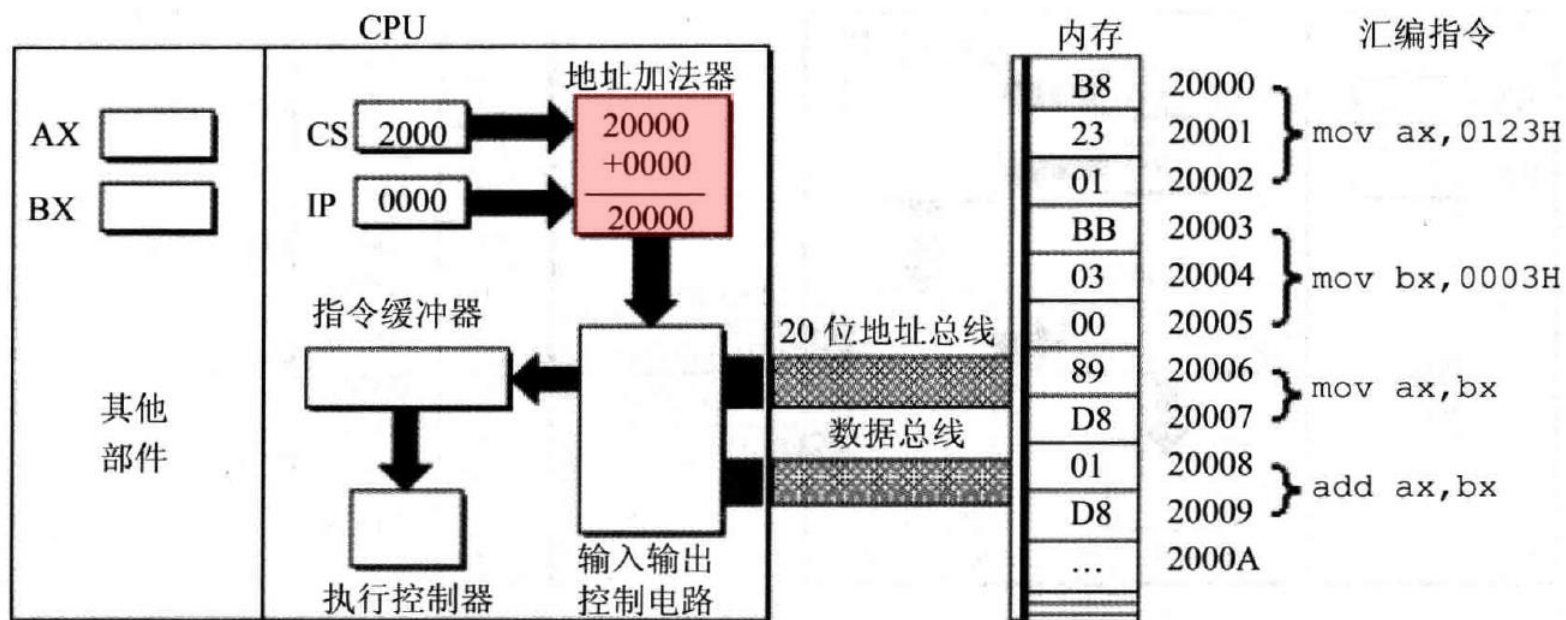 CPU
内存
汇编指令
地址加法器
AX
BX
CS
2000
IP
0000
20000
+0000
20000
指令缓冲器
其他
部件
执行控制器
输入输出
控制电路
20 位地址总线
数据总线
B8 20000
23 20001
01 20002
mov ax,0123H
BB 20003
03 20004
00 20005
mov bx,0003H
89 20006
D8 20007
mov ax,bx
01 20008
D8 20009
add ax,bx
… 2000A